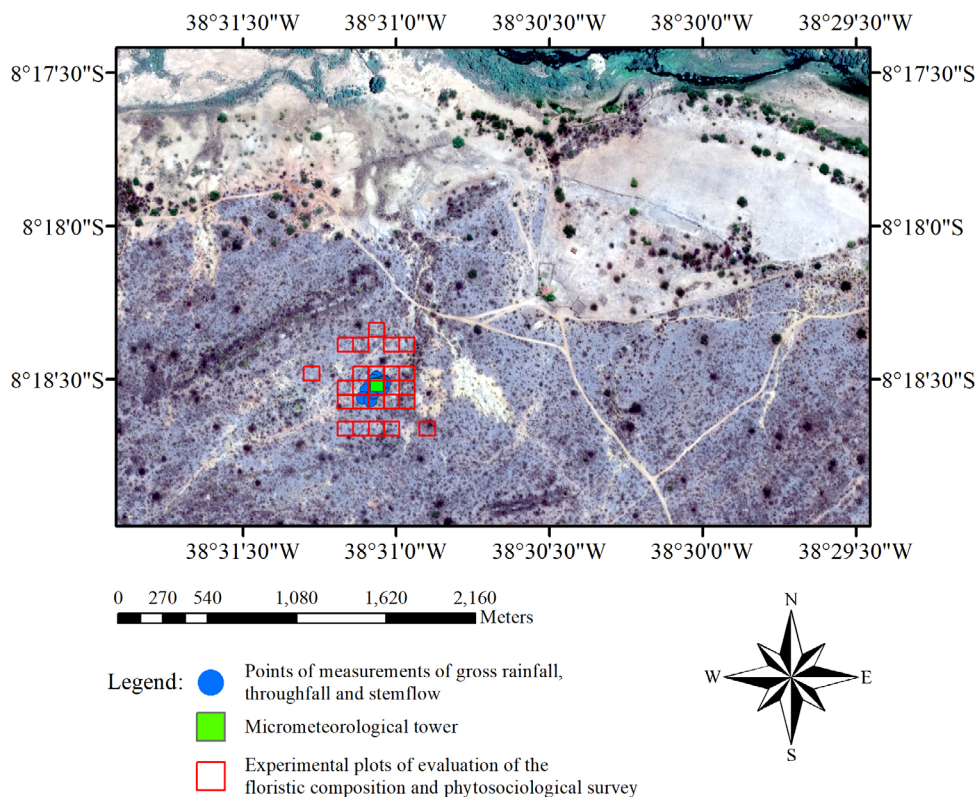 38°31'30"W 38°31'0"W 38°30'30"W 38°30'0"W 38°29'30"W
8°17'30"S 8°17'30"S
8°18'0"S 8°18'0"S
8°18'30"S 8°18'30"S
38°31'30"W 38°31'0"W 38°30'30"W 38°30'0"W 38°29'30"W
0 270 540 1,080 1,620 2,160
Meters
N
W E
S
Legend:
Points of measurements of gross rainfall,
throughfall and stemflow
Micrometeorological tower
Experimental plots of evaluation of the
floristic composition and phytosociological survey